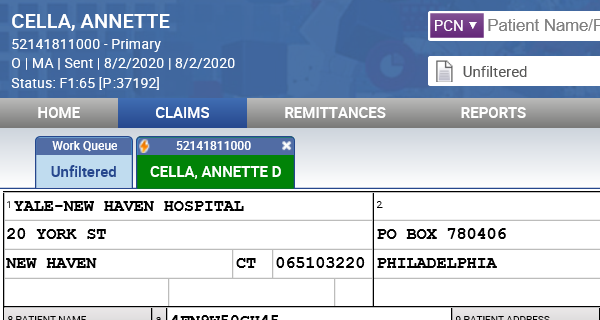 CELLA, ANNETTE
52141811000 - Primary
O | MA | Sent | 8/2/2020 | 8/2/2020
Status: F1:65 [P:37192]
PCN ▼ Patient Name/P
Unfiltered
HOME CLAIMS REMITTANCES REPORTS
Work Queue
Unfiltered
52141811000
CELLA, ANNETTE D
1 YALE-NEW HAVEN HOSPITAL
2
20 YORK ST
PO BOX 780406
NEW HAVEN CT 065103220
PHILADELPHIA
8 PATIENT NAME a
9 PATIENT ADDRESS